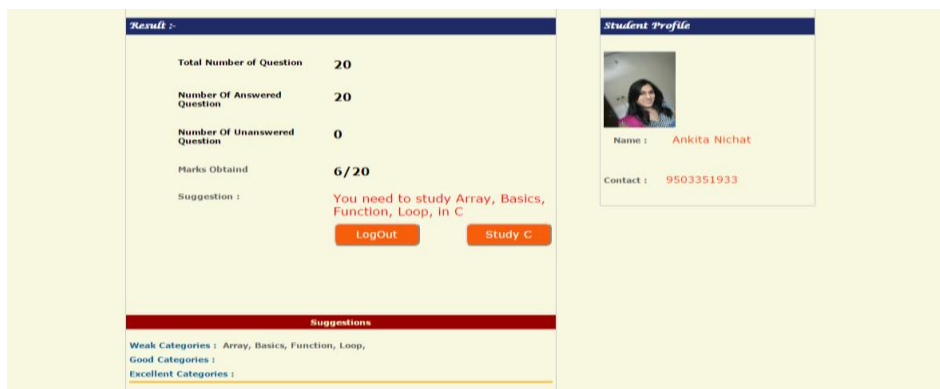 Result :-
Total Number of Question 20
Number Of Answered
Question 20
Number Of Unanswered
Question 0
Marks Obtaind 6/20
Suggestion : You need to study Array, Basics,
Function, Loop, in C
LogOut Study C
Suggestions
Weak Categories : Array, Basics, Function, Loop,
Good Categories :
Excellent Categories :
Student Profile
Name : Ankita Nichat
Contact : 9503351933